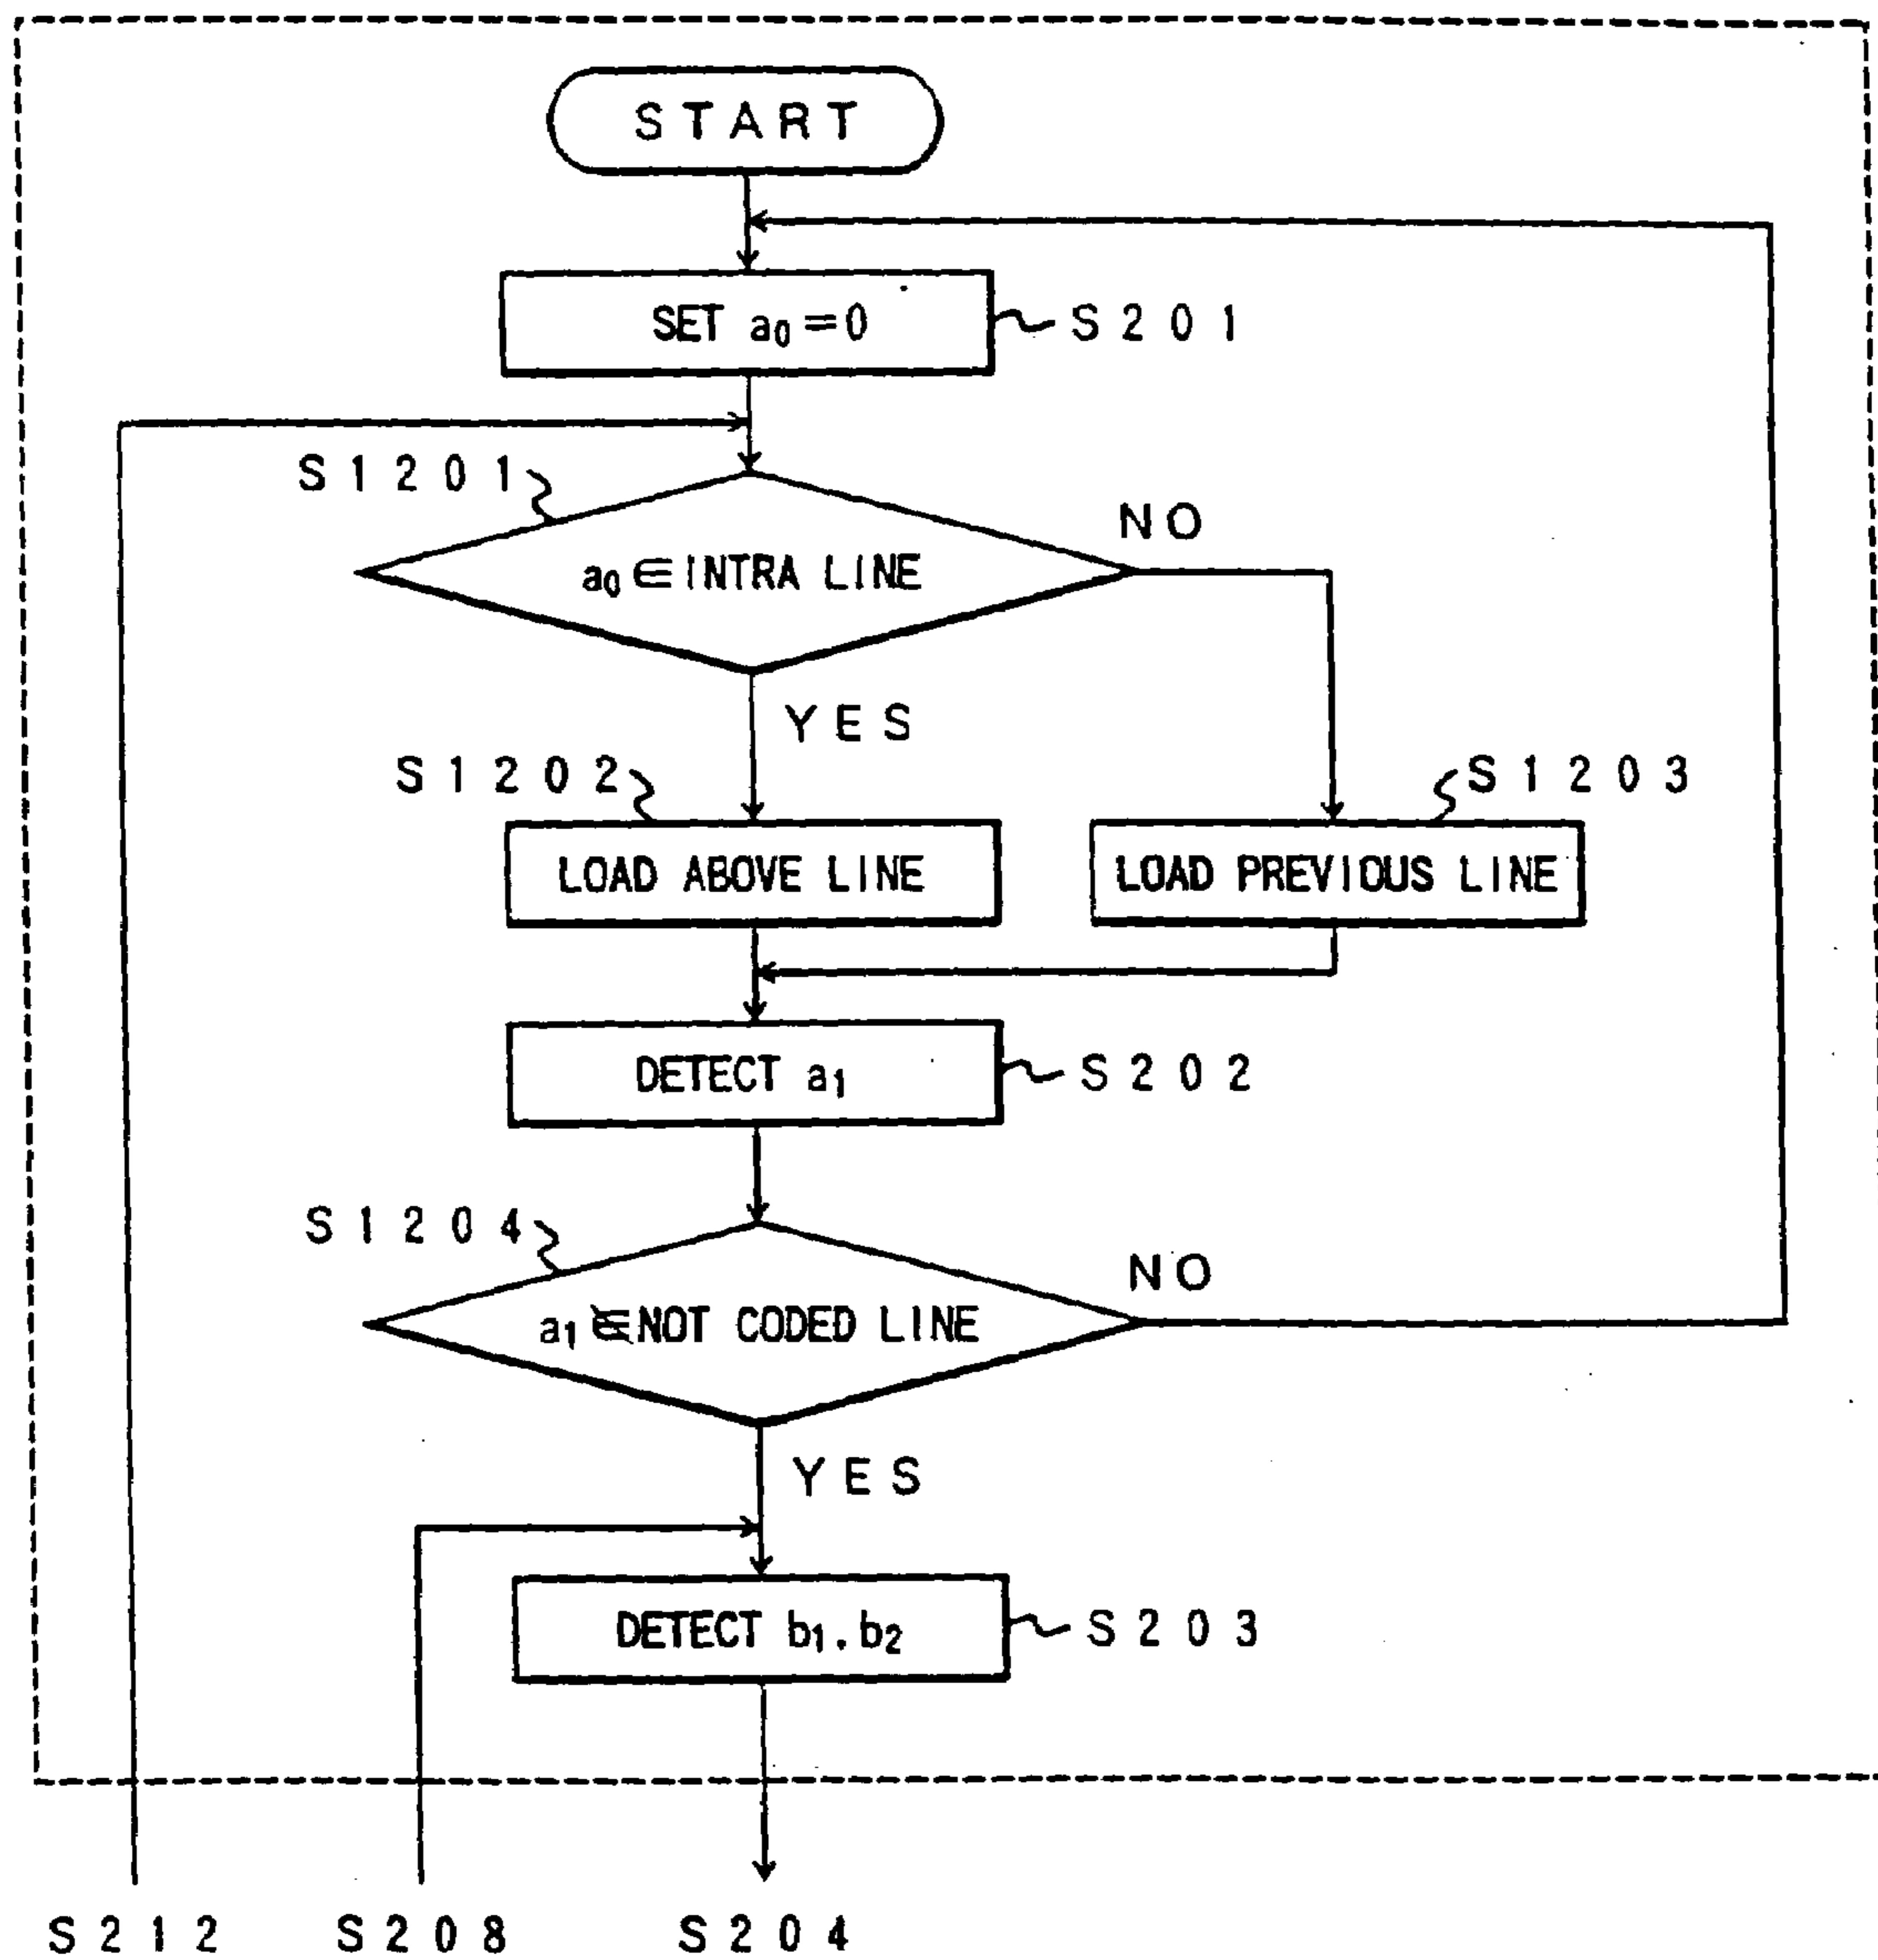 START
SET a₀=0
S201
S1201
a₀∈INTRA LINE
NO
YES
S1202
S1203
LOAD ABOVE LINE
LOAD PREVIOUS LINE
DETECT a₁
S202
S1204
a₁∉NOT CODED LINE
NO
YES
DETECT b₁.b₂
S203
S212
S208
S204